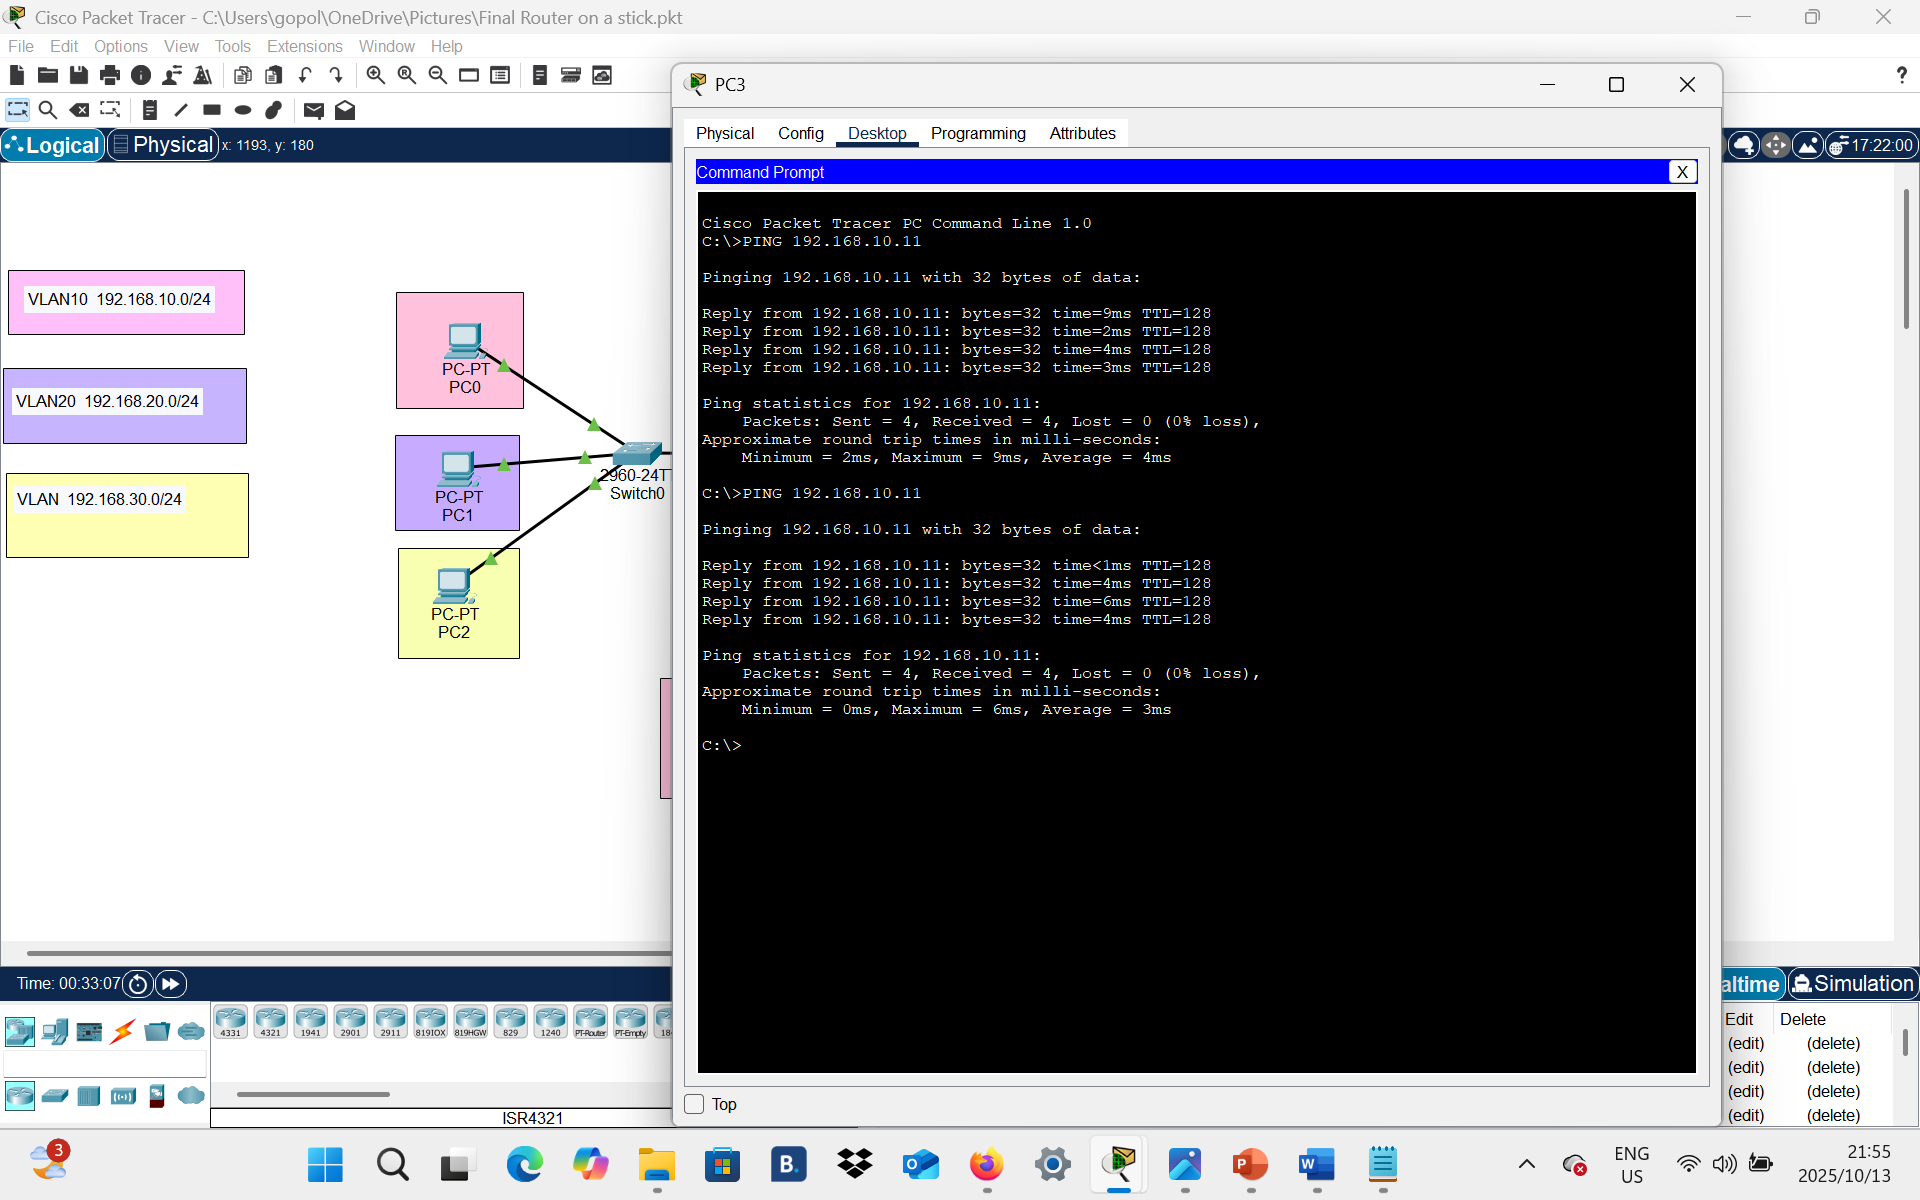 Cisco Packet Tracer - C:\Users\gopol\OneDrive\Pictures\Final Router on a stick.pkt
File Edit Options View Tools Extensions Window Help
?
Logical Physical x: 1193, y: 180
17:22:00
VLAN10 192.168.10.0/24
VLAN20 192.168.20.0/24
VLAN 192.168.30.0/24
PC-PT
PC0
PC-PT
PC1
PC-PT
PC2
2960-24T
Switch0
PC3
Physical Config Desktop Programming Attributes
Command Prompt
X
Cisco Packet Tracer PC Command Line 1.0
C:\>PING 192.168.10.11
Pinging 192.168.10.11 with 32 bytes of data:
Reply from 192.168.10.11: bytes=32 time=9ms TTL=128
Reply from 192.168.10.11: bytes=32 time=2ms TTL=128
Reply from 192.168.10.11: bytes=32 time=4ms TTL=128
Reply from 192.168.10.11: bytes=32 time=3ms TTL=128
Ping statistics for 192.168.10.11:
Packets: Sent = 4, Received = 4, Lost = 0 (0% loss),
Approximate round trip times in milli-seconds:
Minimum = 2ms, Maximum = 9ms, Average = 4ms
C:\>PING 192.168.10.11
Pinging 192.168.10.11 with 32 bytes of data:
Reply from 192.168.10.11: bytes=32 time<1ms TTL=128
Reply from 192.168.10.11: bytes=32 time=4ms TTL=128
Reply from 192.168.10.11: bytes=32 time=6ms TTL=128
Reply from 192.168.10.11: bytes=32 time=4ms TTL=128
Ping statistics for 192.168.10.11:
Packets: Sent = 4, Received = 4, Lost = 0 (0% loss),
Approximate round trip times in milli-seconds:
Minimum = 0ms, Maximum = 6ms, Average = 3ms
C:\>
Top
Time: 00:33:07
altime Simulation
4331 4321 1941 2901 2911 819IOX 819HGW 829 1240 PT-Router PT-Empty 18
ISR4321
Edit Delete
(edit) (delete)
(edit) (delete)
(edit) (delete)
(edit) (delete)
3
B.
P
W
ENG
US
21:55
2025/10/13